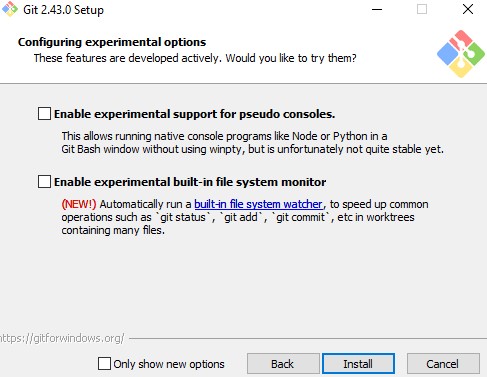 Git 2.43.0 Setup
Configuring experimental options
These features are developed actively. Would you like to try them?
Enable experimental support for pseudo consoles.
This allows running native console programs like Node or Python in a
Git Bash window without using winpty, but is unfortunately not quite stable yet.
Enable experimental built-in file system monitor
(NEW!) Automatically run a built-in file system watcher, to speed up common
operations such as `git status`, `git add`, `git commit`, etc in worktrees
containing many files.
https://gitforwindows.org/
Only show new options
Back
Install
Cancel